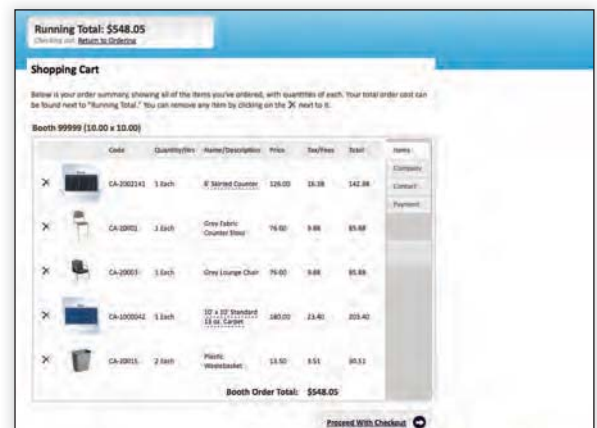 Running Total: $548.05
Checking out. Return to Ordering
Shopping Cart
Below is your order summary, showing all of the items you've ordered, with quantities of each. Your total order cost can
be found next to "Running Total." You can remove any item by clicking on the X next to it.
Booth 99999 (10.00 x 10.00)
Code Quantity/Hrs Name/Description Price Tax/Fees Total Items
Company
X CA-2002141 1 Each 6' Skirted Counter 126.00 16.38 142.38 Contact
Payment
X 1 Each Grey Fabric
Counter Stool 76.00 9.88 85.88
X CA-20003 1 Each Grey Lounge Chair 76.00 9.88 85.88
X CA-1000042 1 Each 10' x 10' Standard
Carpet 180.00 23.40 203.40
X CA-20015 2 Each Plastic
Wastebasket 13.50 3.51 30.51
Booth Order Total: $548.05
Proceed With Checkout